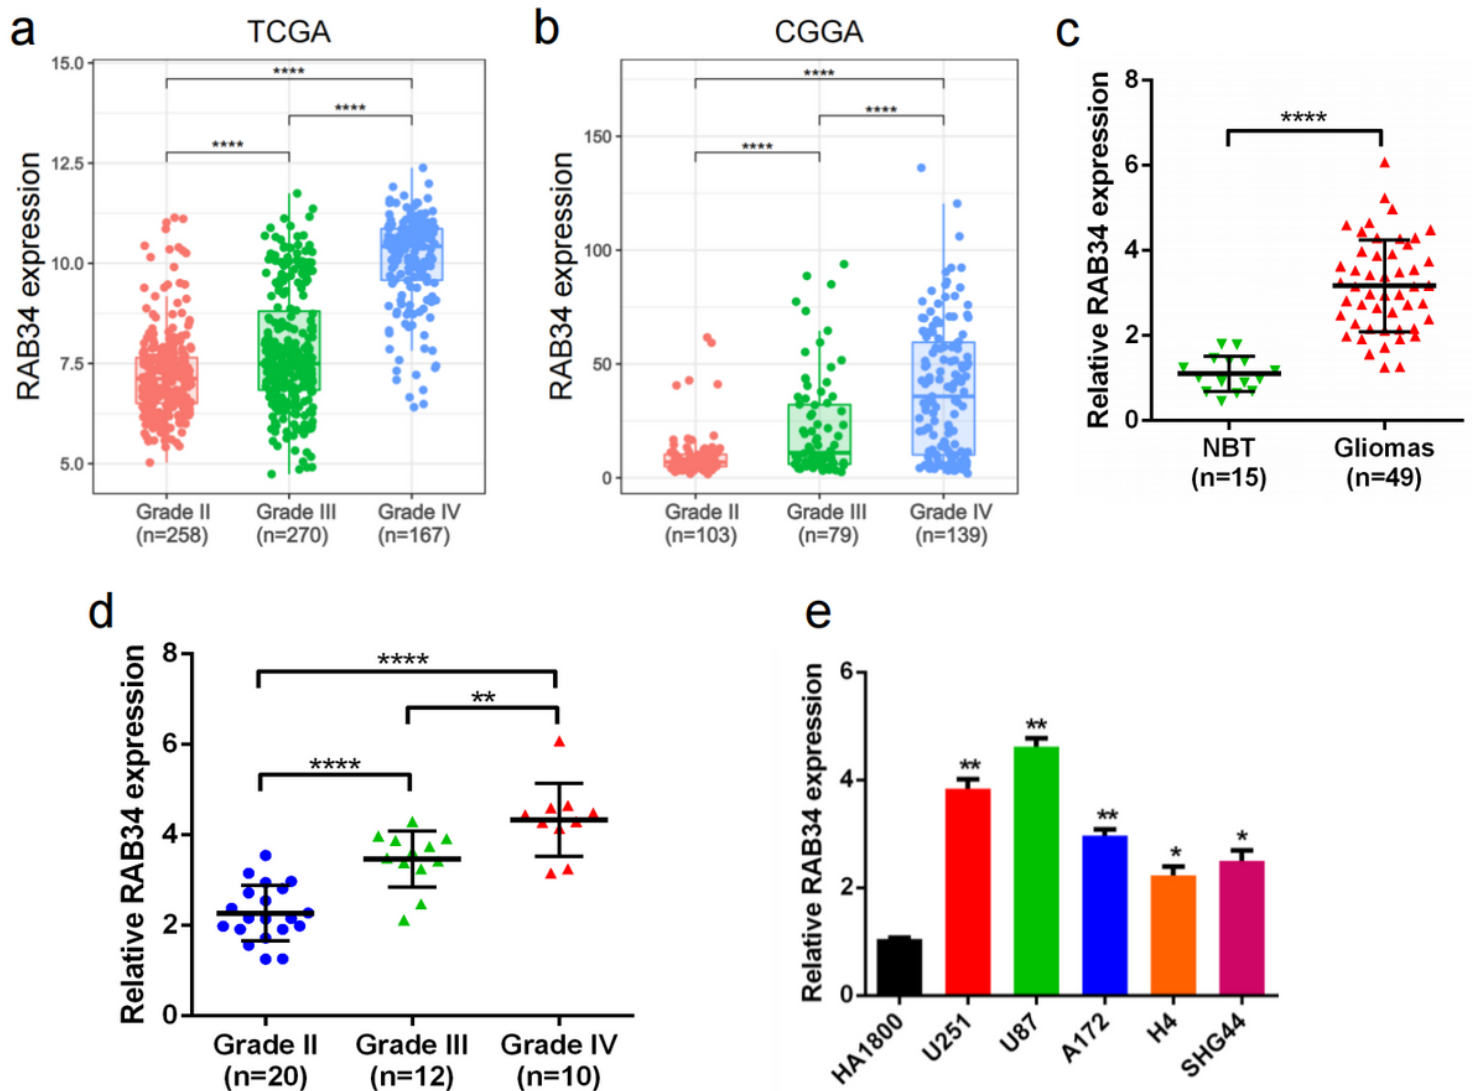 a
TCGA
RAB34 expression
15.0
12.5
10.0
7.5
5.0
****
****
****
Grade II
(n=258)
Grade III
(n=270)
Grade IV
(n=167)
b
CGGA
RAB34 expression
150
100
50
0
****
****
****
Grade II
(n=103)
Grade III
(n=79)
Grade IV
(n=139)
c
Relative RAB34 expression
8
6
4
2
0
****
NBT
(n=15)
Gliomas
(n=49)
d
Relative RAB34 expression
8
6
4
2
0
****
**
****
Grade II
(n=20)
Grade III
(n=12)
Grade IV
(n=10)
e
Relative RAB34 expression
6
4
2
0
**
**
**
*
*
HA1800
U251
U87
A172
H4
SHG44